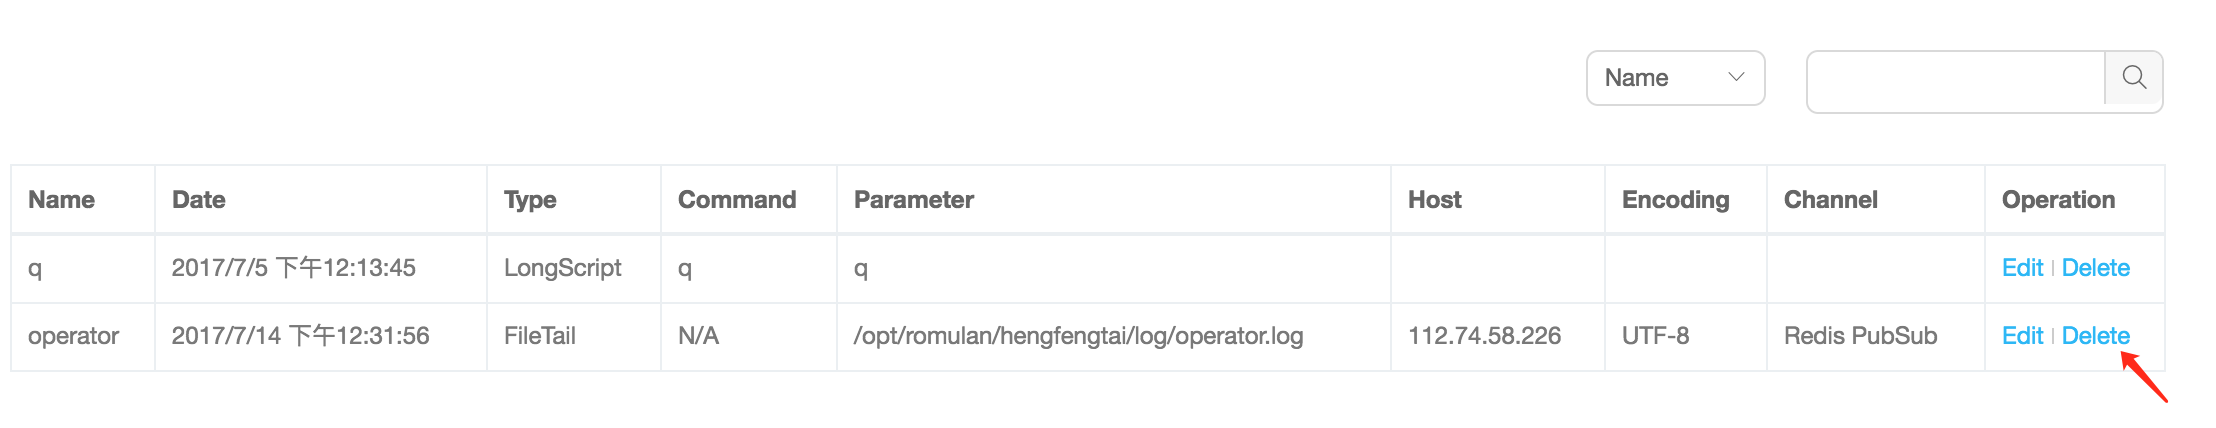 Name
Name Date Type Command Parameter Host Encoding Channel Operation
q 2017/7/5 下午12:13:45 LongScript q q Edit | Delete
operator 2017/7/14 下午12:31:56 FileTail N/A /opt/romulan/hengfengtai/log/operator.log 112.74.58.226 UTF-8 Redis PubSub Edit | Delete